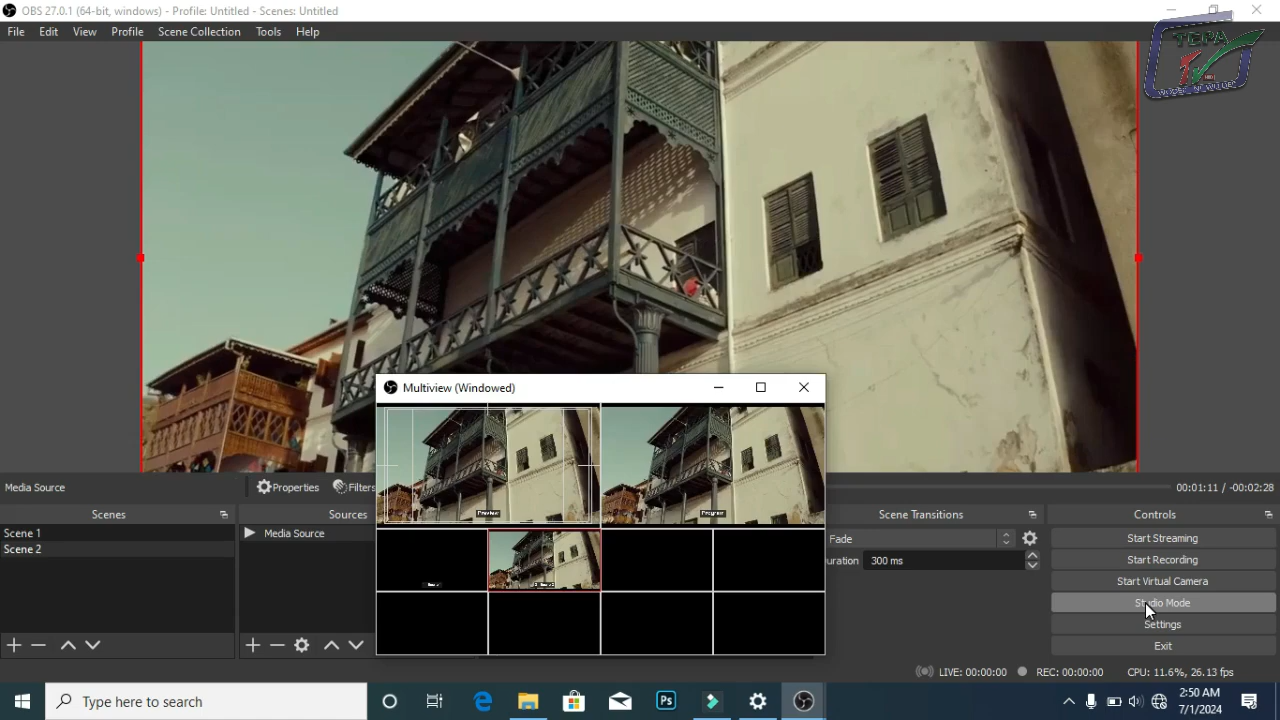 OBS 27.0.1 (64-bit, windows) - Profile: Untitled - Scenes: Untitled
File Edit View Profile Scene Collection Tools Help
TCPA
TV
Multiview (Windowed)
Preview
Program
Media Source
Properties
Filters
00:01:11 / -00:02:28
Scenes
Scene 1
Scene 2
Sources
Media Source
Scene Transitions
Fade
uration 300 ms
Controls
Start Streaming
Start Recording
Start Virtual Camera
Studio Mode
Settings
Exit
LIVE: 00:00:00
REC: 00:00:00
CPU: 11.6%, 26.13 fps
Type here to search
Ps
2:50 AM
7/1/2024